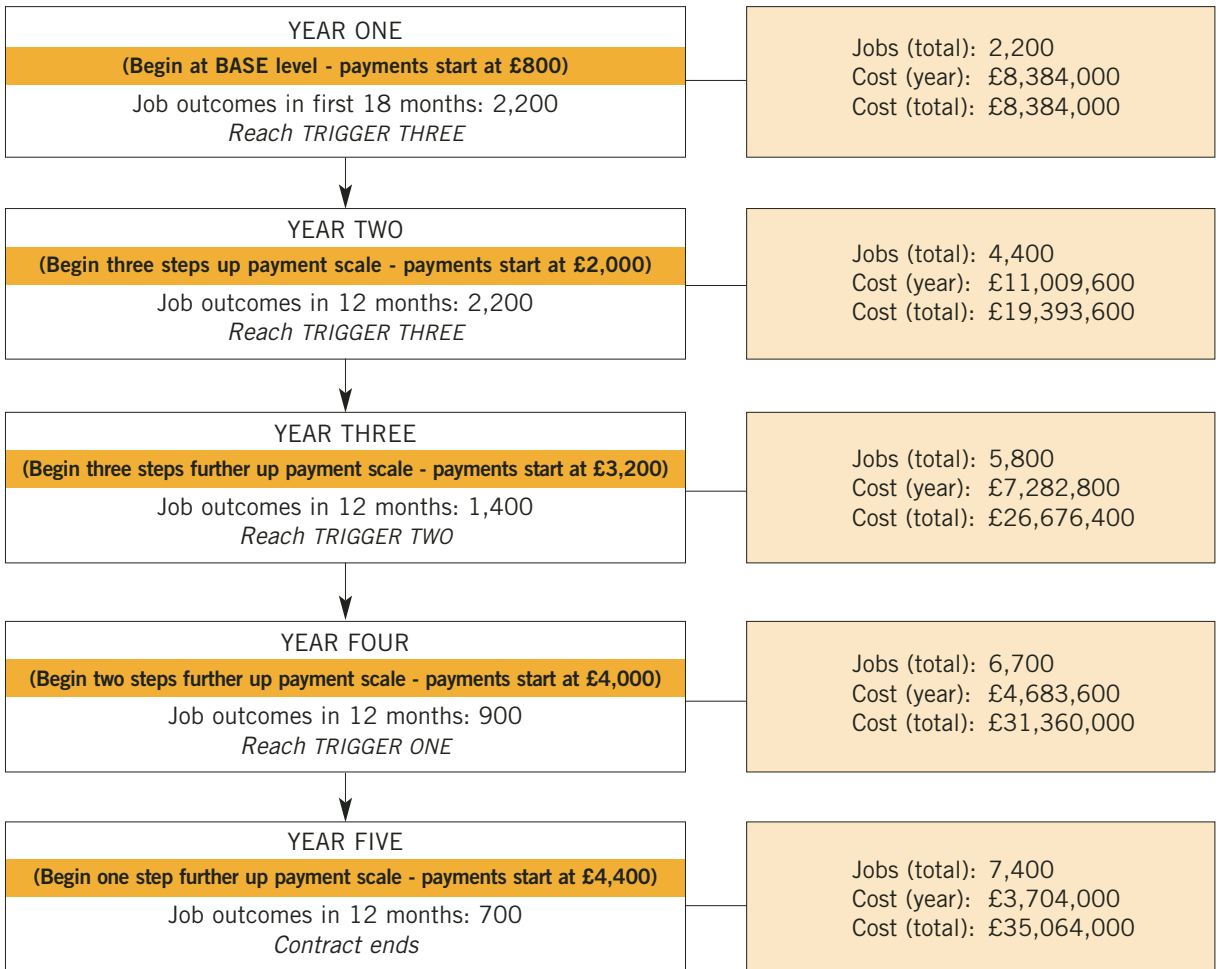 YEAR ONE
(Begin at BASE level - payments start at £800)
Job outcomes in first 18 months: 2,200
Reach TRIGGER THREE
Jobs (total): 2,200
Cost (year): £8,384,000
Cost (total): £8,384,000
YEAR TWO
(Begin three steps up payment scale - payments start at £2,000)
Job outcomes in 12 months: 2,200
Reach TRIGGER THREE
Jobs (total): 4,400
Cost (year): £11,009,600
Cost (total): £19,393,600
YEAR THREE
(Begin three steps further up payment scale - payments start at £3,200)
Job outcomes in 12 months: 1,400
Reach TRIGGER TWO
Jobs (total): 5,800
Cost (year): £7,282,800
Cost (total): £26,676,400
YEAR FOUR
(Begin two steps further up payment scale - payments start at £4,000)
Job outcomes in 12 months: 900
Reach TRIGGER ONE
Jobs (total): 6,700
Cost (year): £4,683,600
Cost (total): £31,360,000
YEAR FIVE
(Begin one step further up payment scale - payments start at £4,400)
Job outcomes in 12 months: 700
Contract ends
Jobs (total): 7,400
Cost (year): £3,704,000
Cost (total): £35,064,000